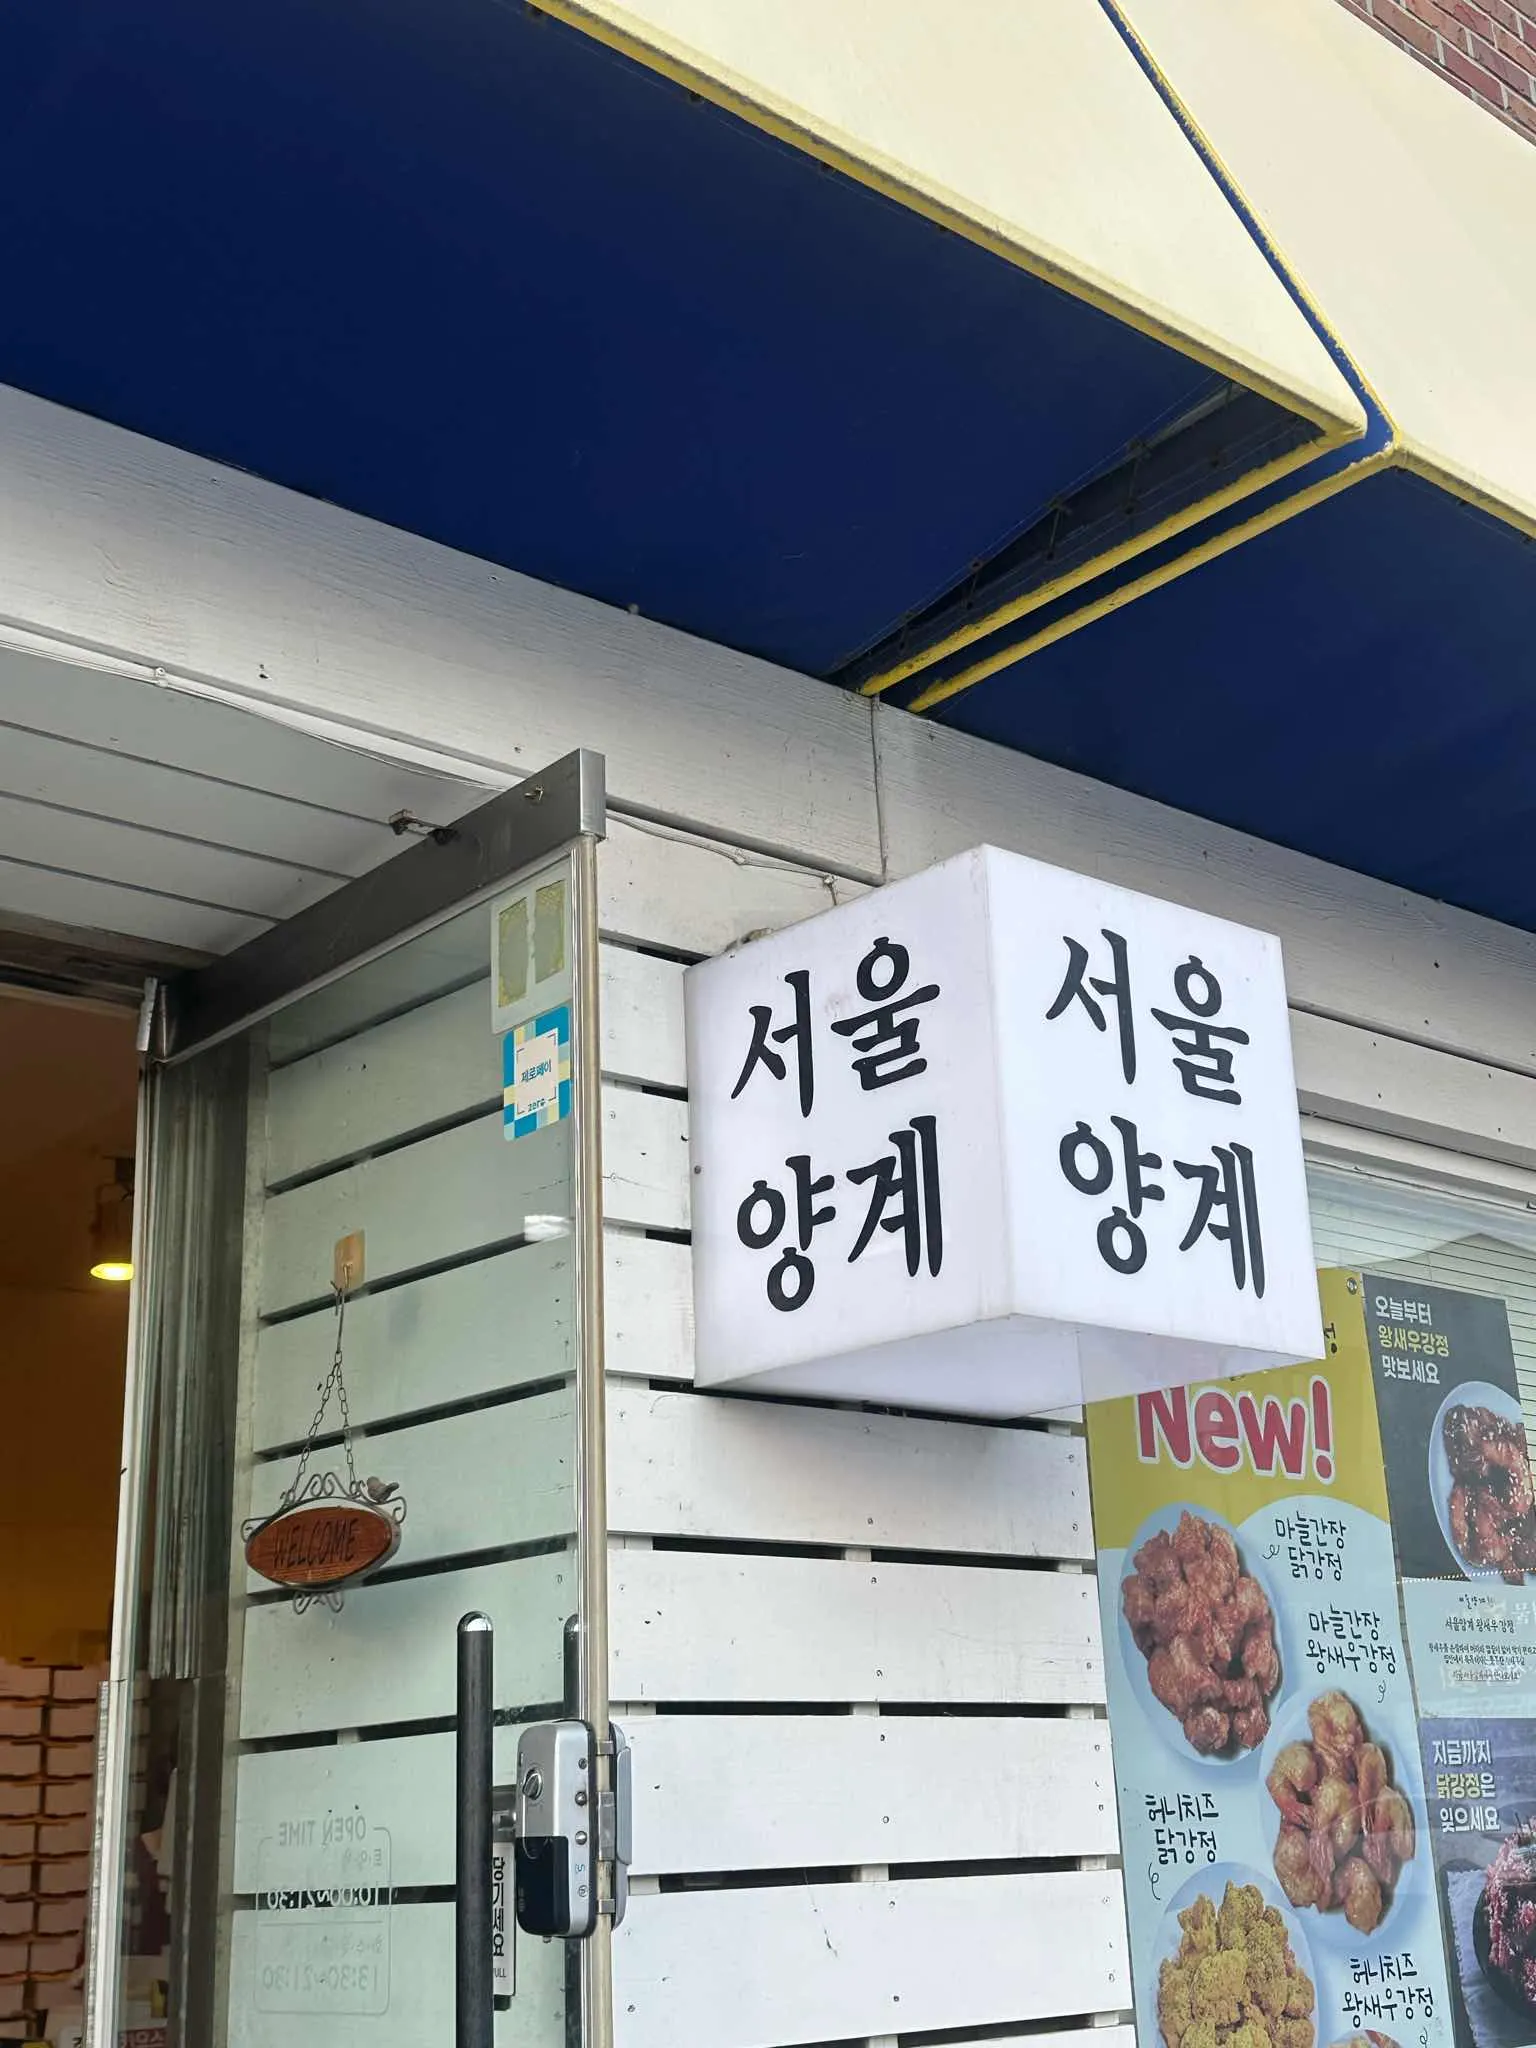 서울
양계
서울
양계
제로페이
zero
WELCOME
OPEN TIME
10:00~21:30
13:30~21:30
당기세요
PULL
New!
마늘간장
닭강정
마늘간장
왕새우강정
허니치즈
닭강정
허니치즈
왕새우강정
오늘부터
왕새우강정
맛보세요
서울양계 왕새우강정
지금까지
닭강정은
잊으세요